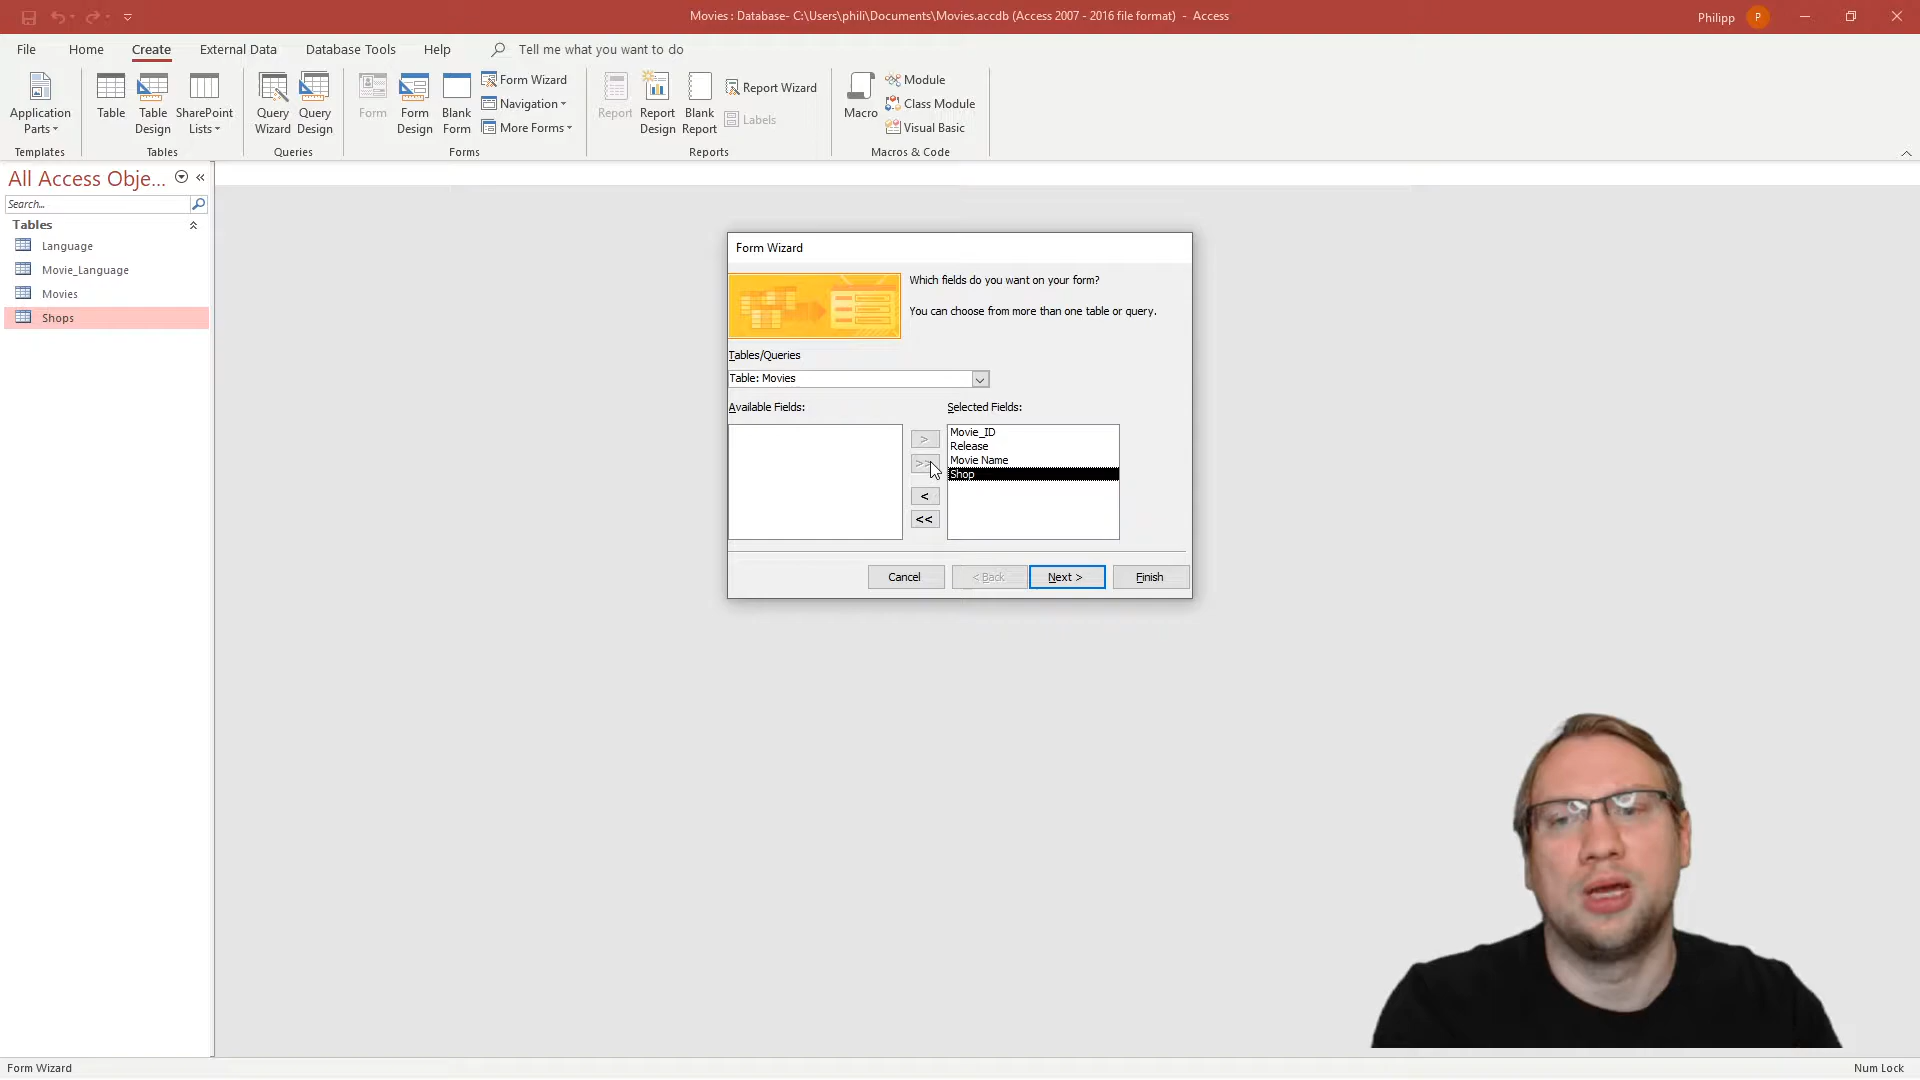 Movies : Database- C:\Users\phili\Documents\Movies.accdb (Access 2007 - 2016 file format) - Access
Philipp
P
File
Home
Create
External Data
Database Tools
Help
Tell me what you want to do
Application Parts
Table
Table Design
SharePoint Lists
Query Wizard
Query Design
Form
Form Design
Blank Form
Form Wizard
Navigation
More Forms
Report
Report Design
Blank Report
Report Wizard
Labels
Macro
Module
Class Module
Visual Basic
Templates
Tables
Queries
Forms
Reports
Macros & Code
All Access Obje...
«
Search...
Tables
Language
Movie_Language
Movies
Shops
Form Wizard
Which fields do you want on your form?
You can choose from more than one table or query.
Tables/Queries
Table: Movies
Available Fields:
Selected Fields:
>
>>
<
<<
Movie_ID
Release
Movie Name
Shop
Cancel
< Back
Next >
Finish
Form Wizard
Num Lock